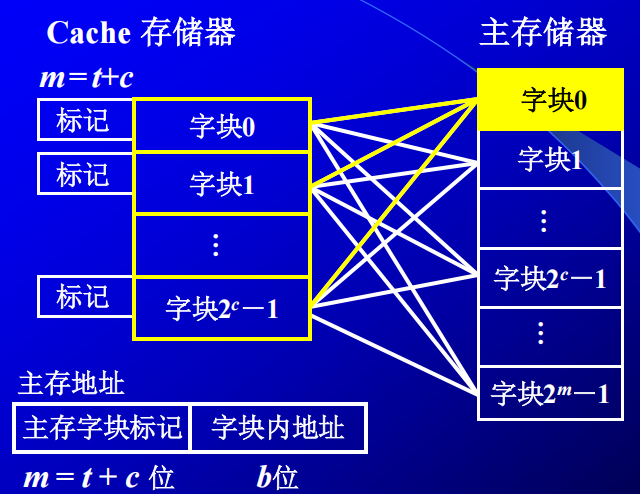 Cache 存储器
主存储器
m = t+c
标记
字块0
标记
字块1
⋮
标记
字块2ᶜ－1
字块0
字块1
⋮
字块2ᶜ－1
⋮
字块2ᵐ－1
主存地址
主存字块标记 字块内地址
m = t + c 位 b位